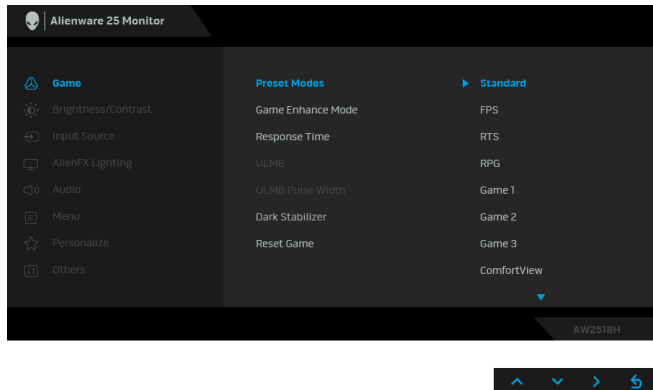 Alienware 25 Monitor
Game
Preset Modes
Standard
Brightness/Contrast
Game Enhance Mode
FPS
Input Source
Response Time
RTS
AlienFX Lighting
ULMB
RPG
Audio
ULMB Pulse Width
Game 1
Menu
Dark Stabilizer
Game 2
Personalize
Reset Game
Game 3
Others
ComfortView
AW2518H